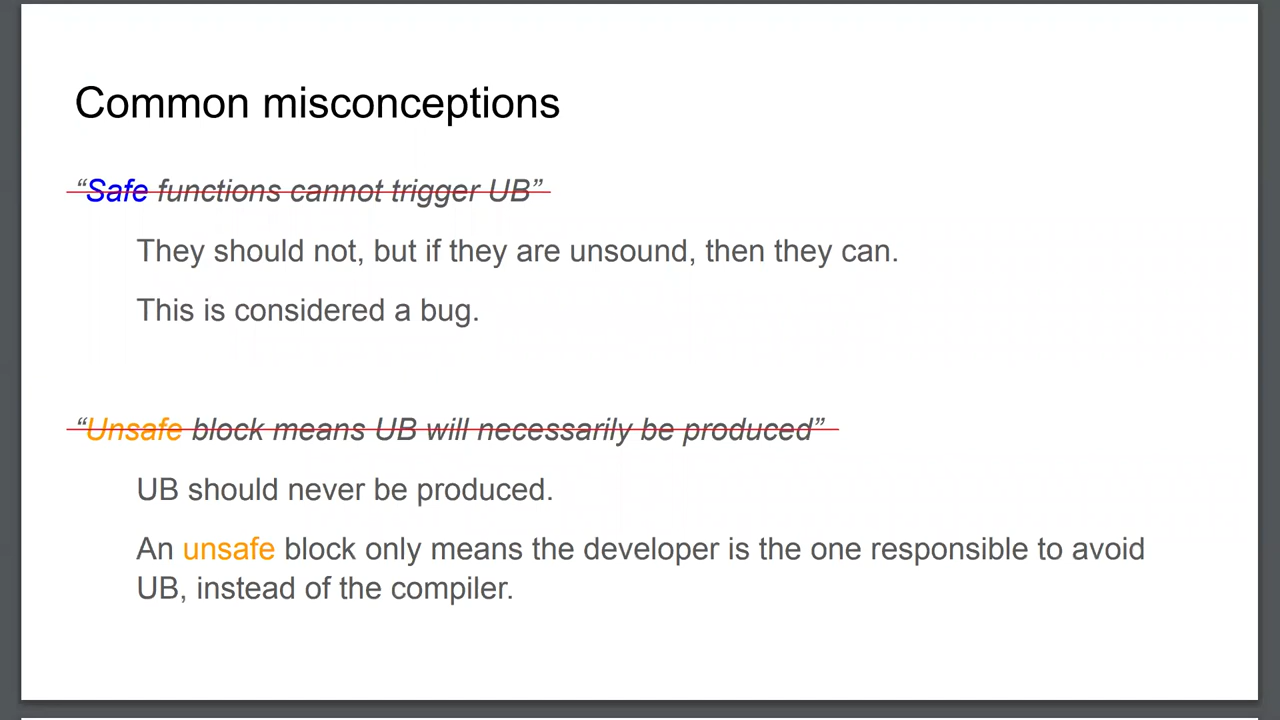 Common misconceptions
“Safe functions cannot trigger UB”
They should not, but if they are unsound, then they can.
This is considered a bug.
“Unsafe block means UB will necessarily be produced”
UB should never be produced.
An unsafe block only means the developer is the one responsible to avoid
UB, instead of the compiler.